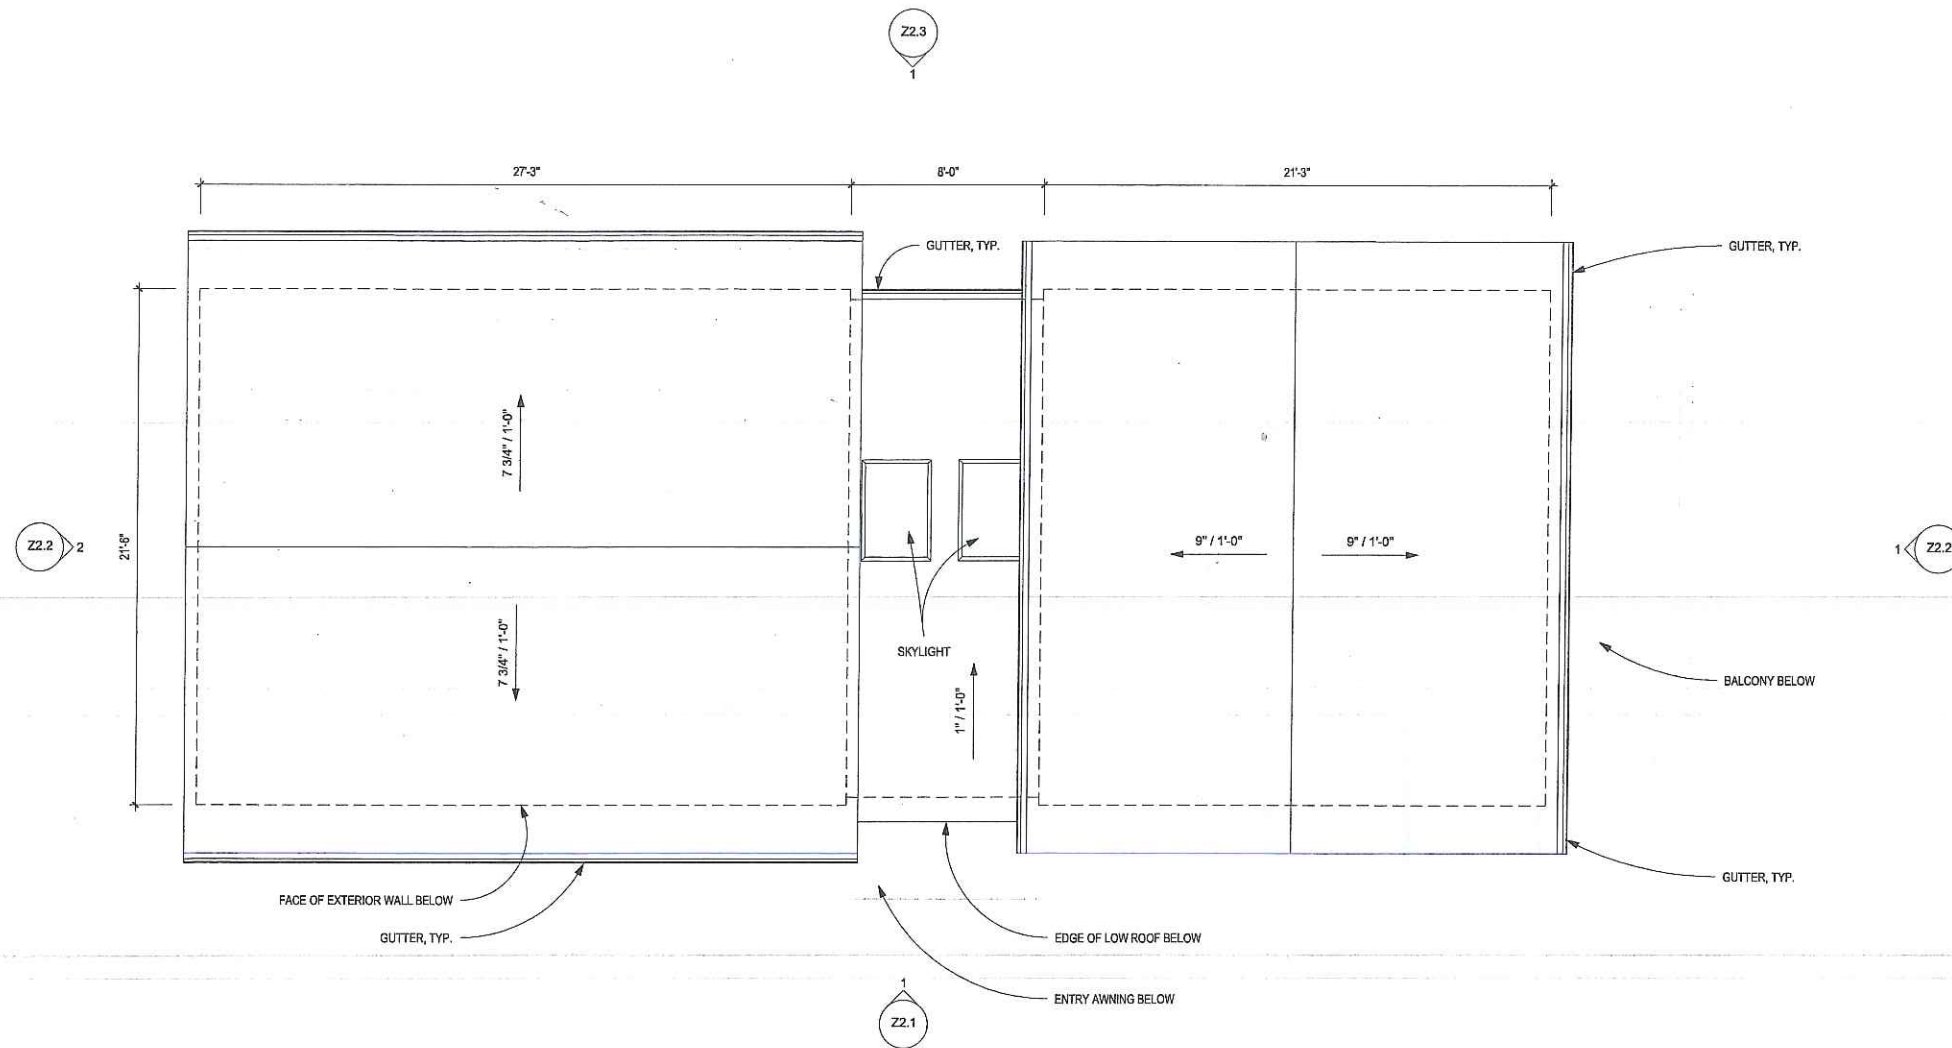 Z2.3
1
27'-3"
8'-0"
21'-3"
GUTTER, TYP.
GUTTER, TYP.
7 3/4" / 1'-0"
21'-6"
Z2.2
2
9" / 1'-0"
9" / 1'-0"
1
Z2.2
7 3/4" / 1'-0"
SKYLIGHT
1" / 1'-0"
BALCONY BELOW
FACE OF EXTERIOR WALL BELOW
GUTTER, TYP.
GUTTER, TYP.
EDGE OF LOW ROOF BELOW
ENTRY AWNING BELOW
1
Z2.1